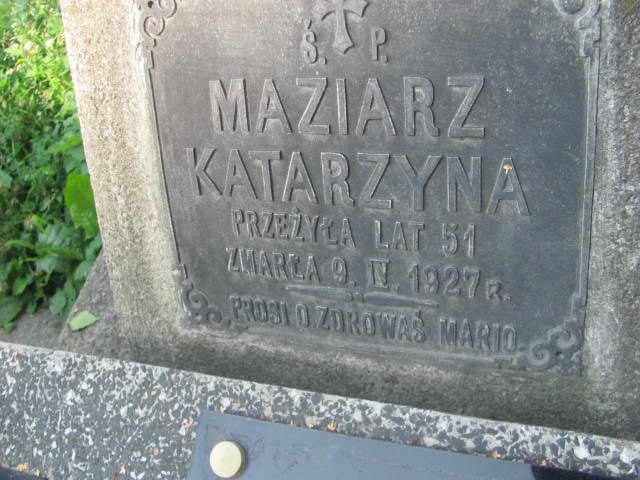 Ś. P.
MAZIARZ
KATARZYNA
PRZEŻYŁA LAT 51
ZMARŁA 9. IV. 1927 R.
PROSI O ZDROWAŚ MARIO